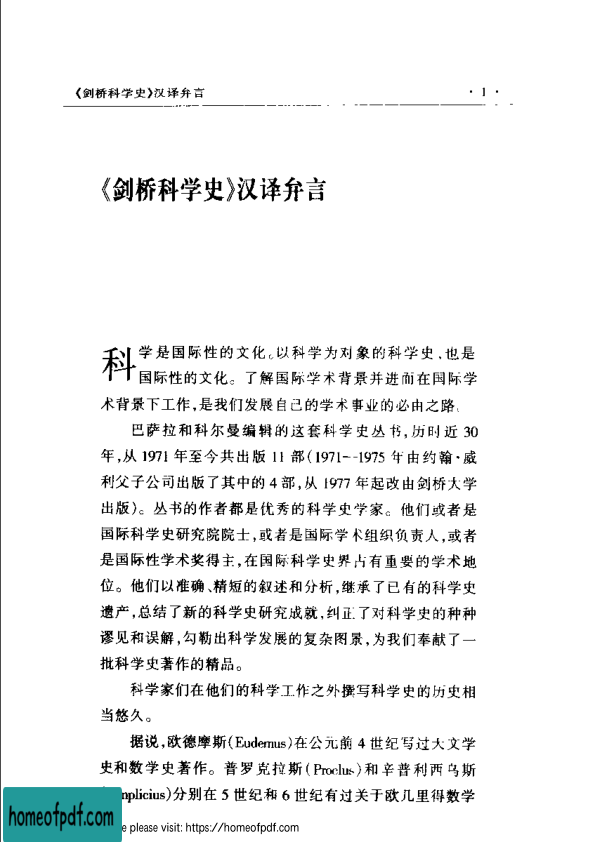 《剑桥科学史》汉译弁言 · 1 ·
《剑桥科学史》汉译弁言
科学是国际性的文化。以科学为对象的科学史、也是
国际性的文化。了解国际学术背景并进而在国际学
术背景下工作,是我们发展自己的学术事业的必由之路。
巴萨拉和科尔曼编辑的这套科学史丛书,历时近 30
年,从 1971 年至今共出版 11 部(1971--1975 年由约翰·威
利父子公司出版了其中的 4 部,从 1977 年起改由剑桥大学
出版)。丛书的作者都是优秀的科学史学家。他们或者是
国际科学史研究院院士,或者是国际学术组织负责人,或者
是国际性学术奖得主,在国际科学史界占有重要的学术地
位。他们以准确、精短的叙述和分析,继承了已有的科学史
遗产,总结了新的科学史研究成就,纠正了对科学史的种种
谬见和误解,勾勒出科学发展的复杂图景,为我们奉献了一
批科学史著作的精品。
科学家们在他们的科学工作之外撰写科学史的历史相
当悠久。
据说,欧德摩斯(Eudemus)在公元前 4 世纪写过天文学
史和数学史著作。普罗克拉斯(Proclus)和辛普利西乌斯
mplicius)分别在 5 世纪和 6 世纪有过关于欧几里得数学
homeofpdf.com
e please visit: https://homeofpdf.com